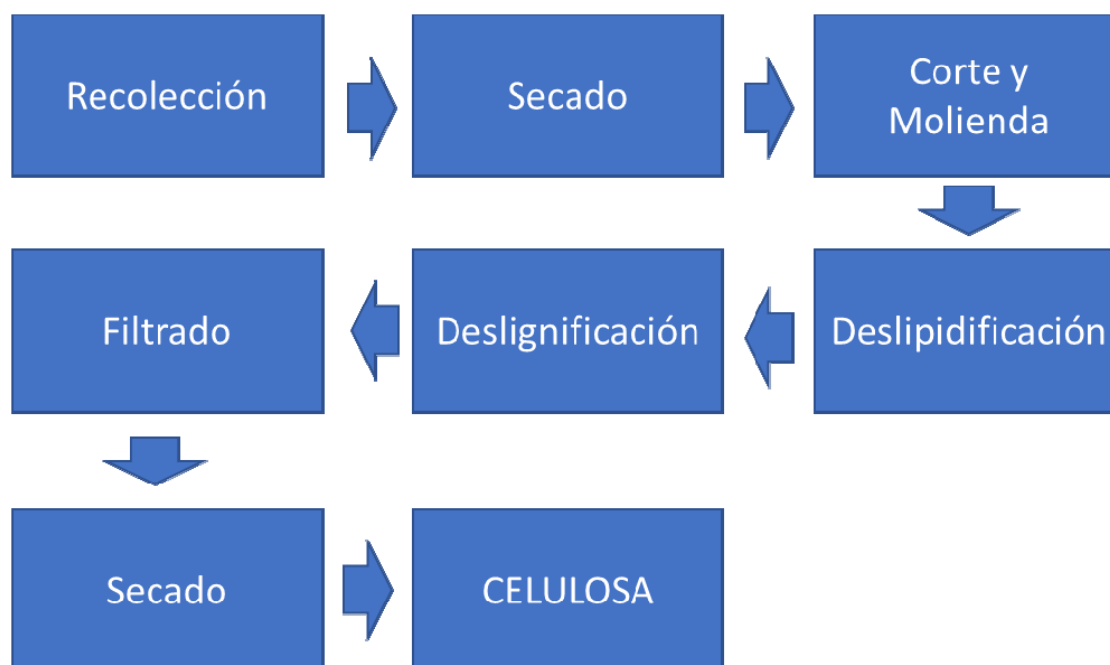 Recolección
Secado
Corte y
Molienda
Deslipidificación
Deslignificación
Filtrado
Secado
CELULOSA